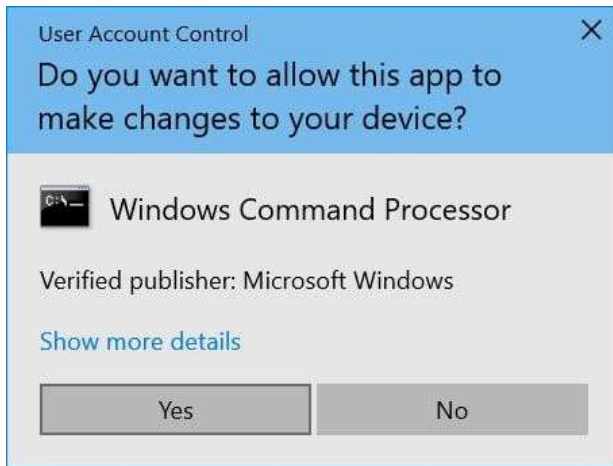 User Account Control
Do you want to allow this app to
make changes to your device?
C:\_
Windows Command Processor
Verified publisher: Microsoft Windows
Show more details
Yes
No